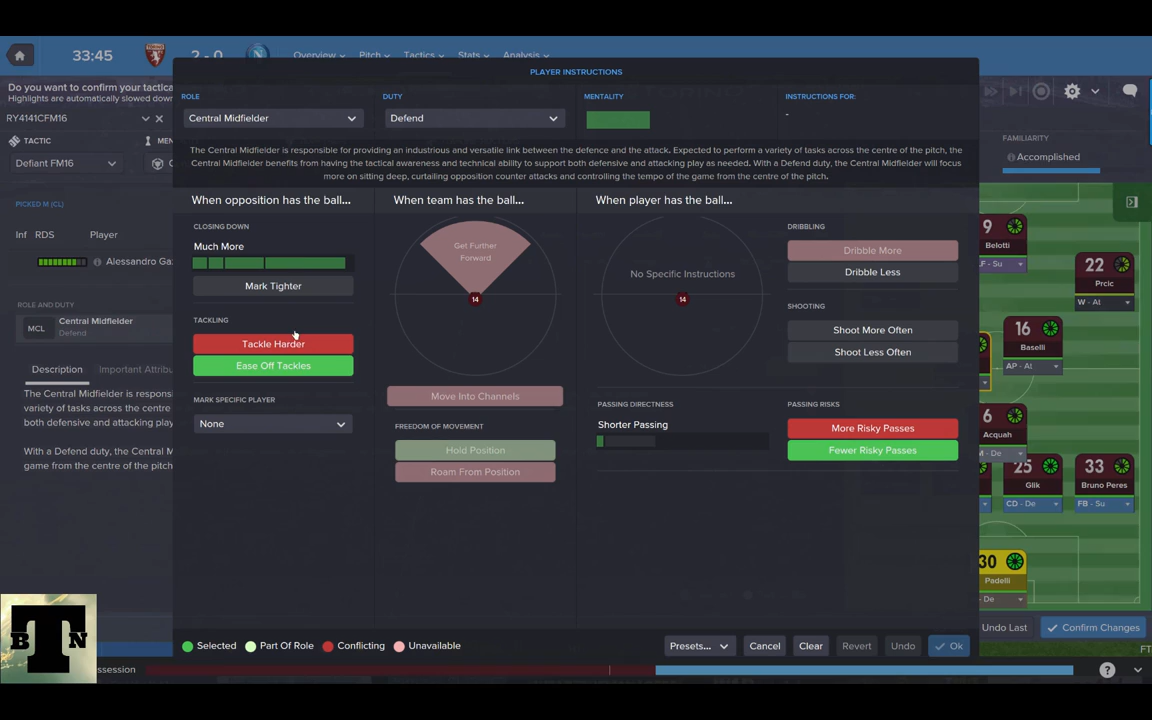 33:45
2 - 0
Overview
Pitch
Tactics
Stats
Analysis
PLAYER INSTRUCTIONS
Do you want to confirm your tactica
Highlights are automatically slowed down
RY4141CFM16
TACTIC
MEN
Defiant FM16
C
ROLE
DUTY
MENTALITY
INSTRUCTIONS FOR:
Central Midfielder
Defend
-
The Central Midfielder is responsible for providing an industrious and versatile link between the defence and the attack. Expected to perform a variety of tasks across the centre of the pitch, the
Central Midfielder benefits from having the tactical awareness and technical ability to support both defensive and attacking play as needed. With a Defend duty, the Central Midfielder will focus
more on sitting deep, curtailing opposition counter attacks and controlling the tempo of the game from the centre of the pitch.
FAMILIARITY
Accomplished
PICKED M (CL)
Inf
RDS
Player
Alessandro Ga
ROLE AND DUTY
MCL
Central Midfielder
Defend
Description
Important Attribu
The Central Midfielder is respons
variety of tasks across the centre
both defensive and attacking play
With a Defend duty, the Central M
game from the centre of the pitch
When opposition has the ball...
When team has the ball...
When player has the ball...
CLOSING DOWN
Much More
Mark Tighter
TACKLING
Tackle Harder
Ease Off Tackles
MARK SPECIFIC PLAYER
None
Get Further
Forward
14
Move Into Channels
FREEDOM OF MOVEMENT
Hold Position
Roam From Position
No Specific Instructions
14
PASSING DIRECTNESS
Shorter Passing
DRIBBLING
Dribble More
Dribble Less
SHOOTING
Shoot More Often
Shoot Less Often
PASSING RISKS
More Risky Passes
Fewer Risky Passes
9
Belotti
LF - Su
22
Prcic
W - At
16
Baselli
AP - At
6
Acquah
M - De
25
Glik
CD - De
33
Bruno Peres
FB - Su
30
Padelli
- De
Selected
Part Of Role
Conflicting
Unavailable
Presets...
Cancel
Clear
Revert
Undo
Ok
Undo Last
Confirm Changes
FT
ssession
?
B T N